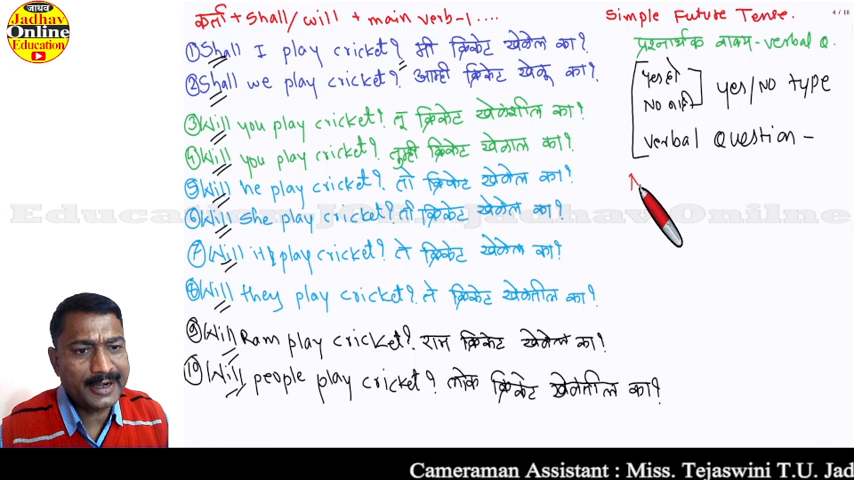 जाधव
Jadhav
Online
Education
कर्ता + Shall/will + main verb-1....
Simple Future Tense.
4 / 18
प्रश्नार्थक वाक्य - verbal Q.
① Shall I play cricket? मी क्रिकेट खेळेल का?
② Shall we play cricket? आम्ही क्रिकेट खेळू का?
③ Will you play cricket? तू क्रिकेट खेळशील का?
④ Will you play cricket? तुम्ही क्रिकेट खेळाल का?
⑤ Will he play cricket? तो क्रिकेट खेळेल का?
⑥ Will she play cricket? ती क्रिकेट खेळेल का?
⑦ Will it play cricket? ते क्रिकेट खेळेल का?
⑧ Will they play cricket? ते क्रिकेट खेळतील का?
⑨ Will Ram play cricket? राम क्रिकेट खेळेल का?
⑩ Will people play cricket? लोक क्रिकेट खेळतील का?
yes हो
No नाही
yes/No type
verbal question -
Cameraman Assistant : Miss. Tejaswini T.U. Jad